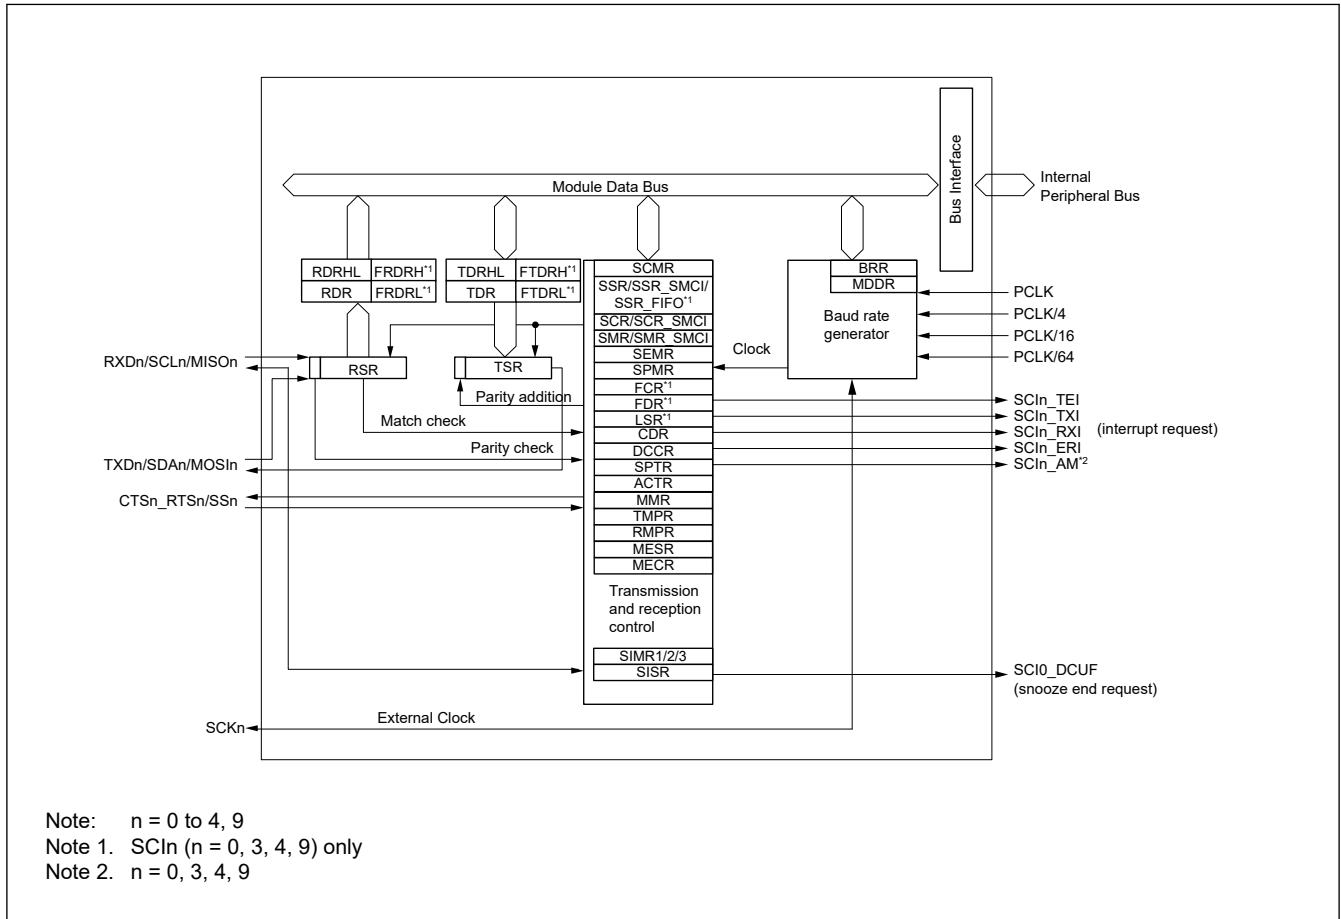 Bus Interface
Module Data Bus
Internal
Peripheral Bus
RDRHL FRDRH*1
RDR FRDRL*1
TDRHL FTDRH*1
TDR FTDRL*1
SCMR
SSR/SSR_SMCI/
SSR_FIFO*1
SCR/SCR_SMCI
SMR/SMR_SMCI
SEMR
SPMR
FCR*1
FDR*1
LSR*1
CDR
DCCR
SPTR
ACTR
MMR
TMPR
RMPR
MESR
MECR
Transmission
and reception
control
SIMR1/2/3
SISR
BRR
MDDR
Baud rate
generator
Clock
PCLK
PCLK/4
PCLK/16
PCLK/64
RXDn/SCLn/MISOn
RSR
TSR
Parity addition
Match check
Parity check
TXDn/SDAn/MOSIn
CTSn_RTSn/SSn
SCIn_TEI
SCIn_TXI
SCIn_RXI
(interrupt request)
SCIn_ERI
SCIn_AM*2
SCI0_DCUF
(snooze end request)
SCKn
External Clock
Note: n = 0 to 4, 9
Note 1. SCIn (n = 0, 3, 4, 9) only
Note 2. n = 0, 3, 4, 9